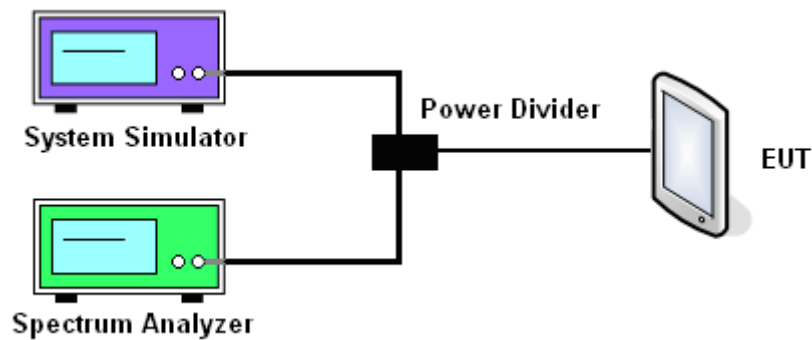 System Simulator
Power Divider
EUT
Spectrum Analyzer